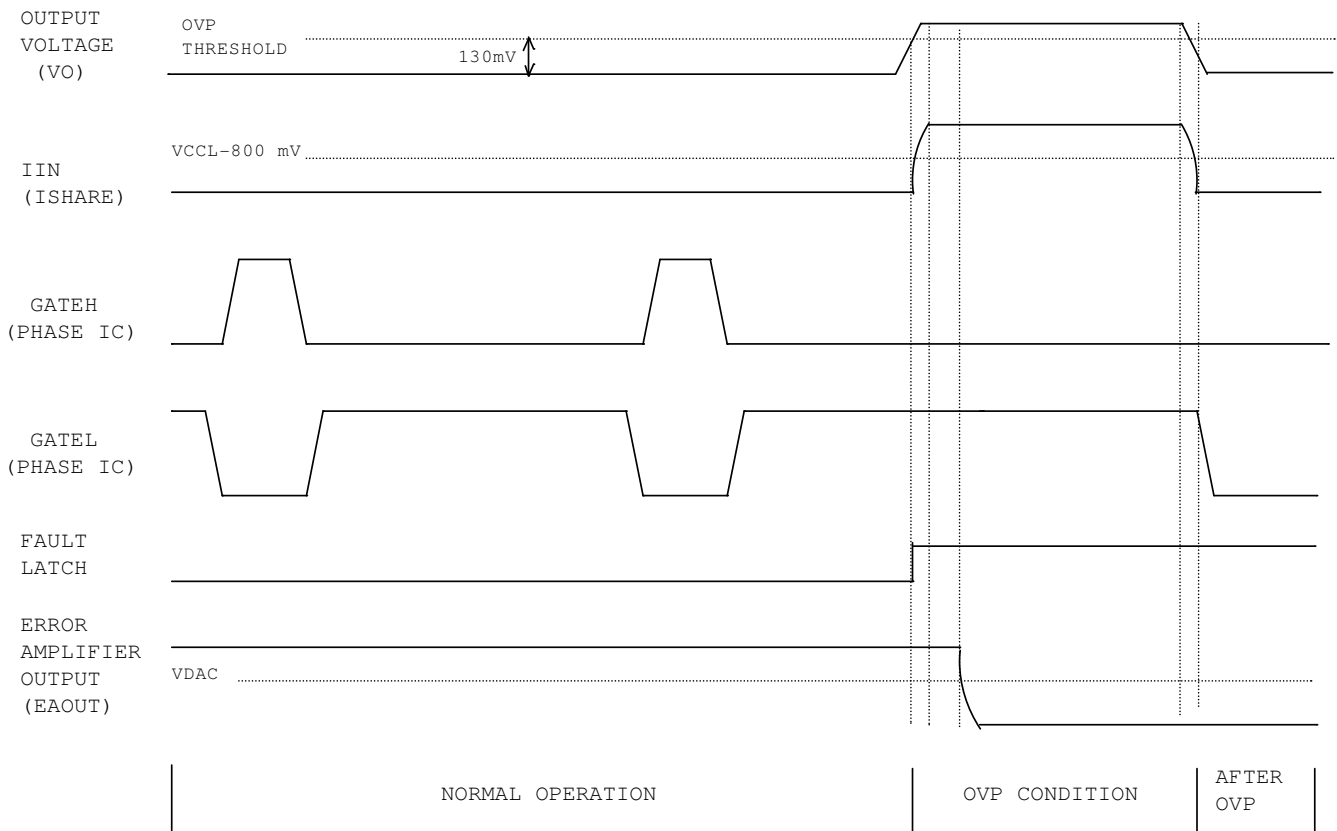 OUTPUT
VOLTAGE
(VO)
OVP
THRESHOLD
130mV
VCCL-800 mV
IIN
(ISHARE)
GATEH
(PHASE IC)
GATEL
(PHASE IC)
FAULT
LATCH
ERROR
AMPLIFIER
OUTPUT
(EAOUT)
VDAC
NORMAL OPERATION
OVP CONDITION
AFTER
OVP